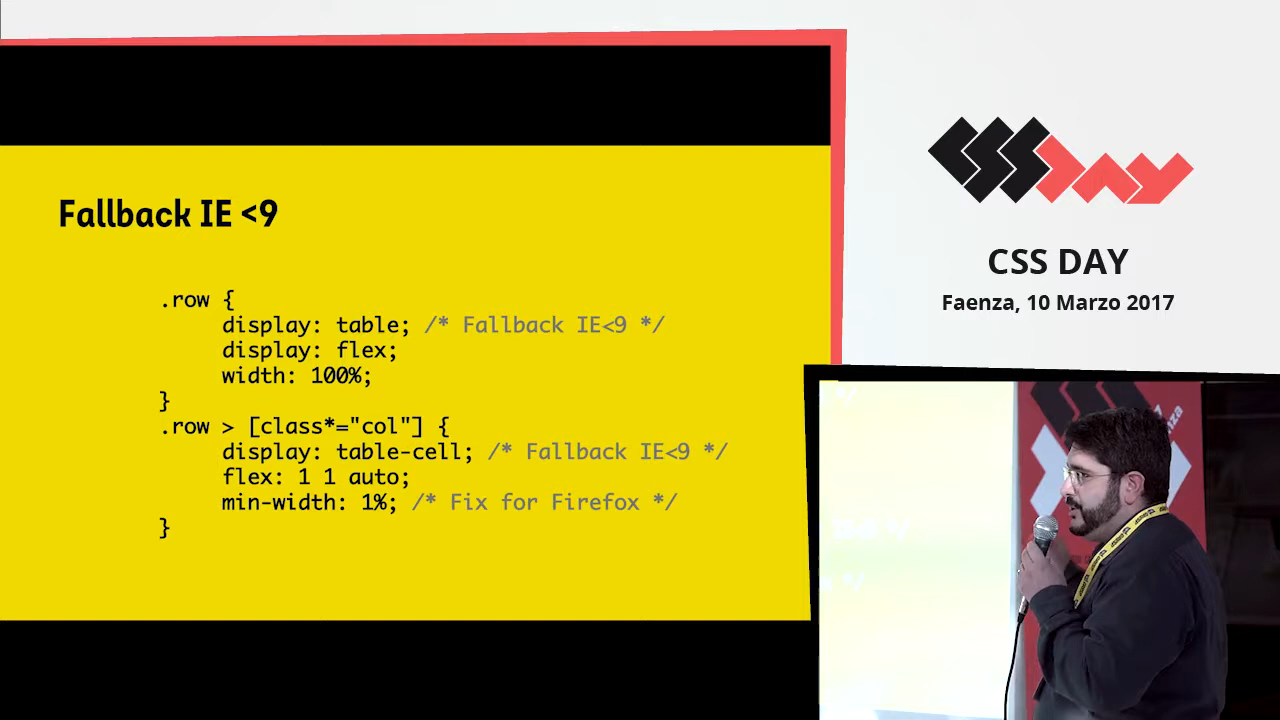 Fallback IE <9
.row {
display: table; /* Fallback IE<9 */
display: flex;
width: 100%;
}
.row > [class*="col"] {
display: table-cell; /* Fallback IE<9 */
flex: 1 1 auto;
min-width: 1%; /* Fix for Firefox */
}
CSSDAY
CSS DAY
Faenza, 10 Marzo 2017